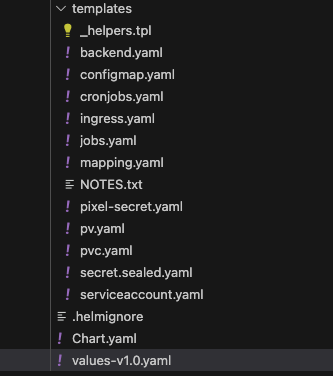 templates
_helpers.tpl
! backend.yaml
! configmap.yaml
! cronjobs.yaml
! ingress.yaml
! jobs.yaml
! mapping.yaml
NOTES.txt
! pixel-secret.yaml
! pv.yaml
! pvc.yaml
! secret.sealed.yaml
! serviceaccount.yaml
.helmignore
! Chart.yaml
! values-v1.0.yaml